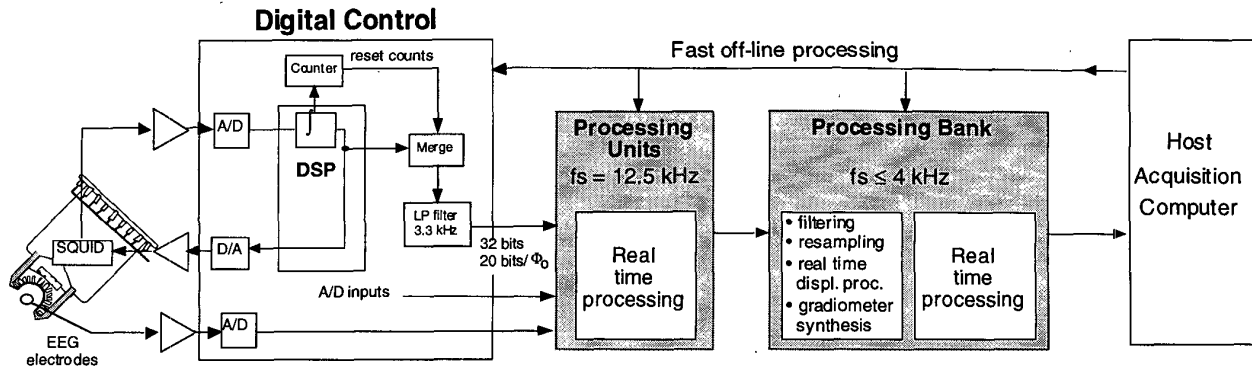 Digital Control
reset counts
Counter
Fast off-line processing
A/D
∫
DSP
Merge
LP filter
3.3 kHz
SQUID
D/A
32 bits
20 bits/Φ₀
A/D inputs
A/D
EEG
electrodes
Processing
Units
fs = 12.5 kHz
Real
time
processing
Processing Bank
fs ≤ 4 kHz
• filtering
• resampling
• real time
displ. proc.
• gradiometer
synthesis
Real
time
processing
Host
Acquisition
Computer